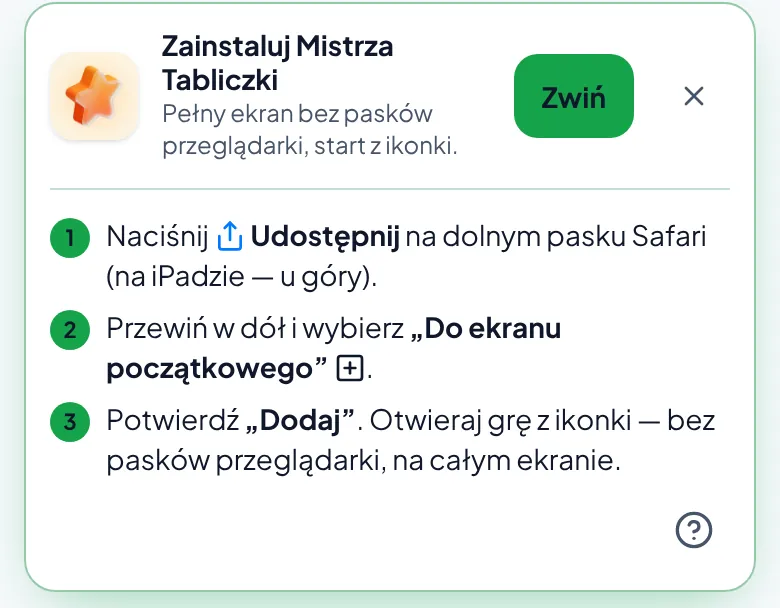 Zainstaluj Mistrza
Tabliczki
Pełny ekran bez pasków
przeglądarki, start z ikonki.
Zwiń
1
Naciśnij Udostępnij na dolnym pasku Safari
(na iPadzie — u góry).
2
Przewiń w dół i wybierz „Do ekranu
początkowego”.
3
Potwierdź „Dodaj”. Otwieraj grę z ikonki — bez
pasków przeglądarki, na całym ekranie.
?